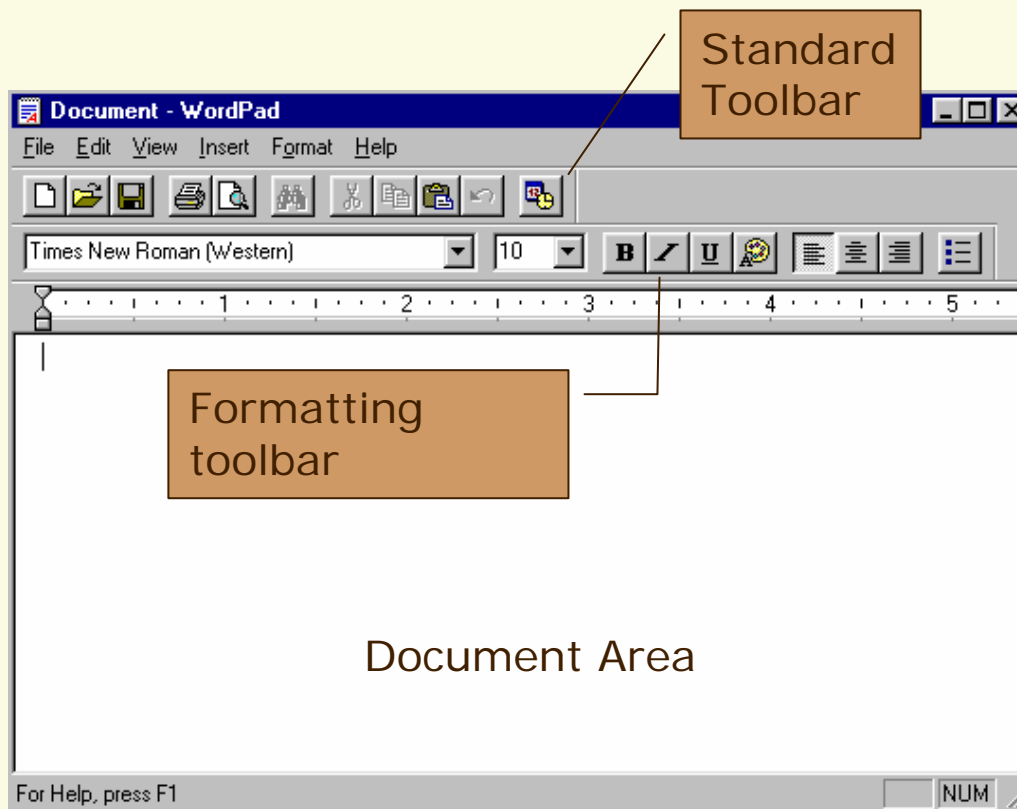 Standard
Toolbar
Document - WordPad
File Edit View Insert Format Help
12
Times New Roman (Western) 10 B I U A
1 2 3 4 5
Formatting
toolbar
Document Area
For Help, press F1 NUM